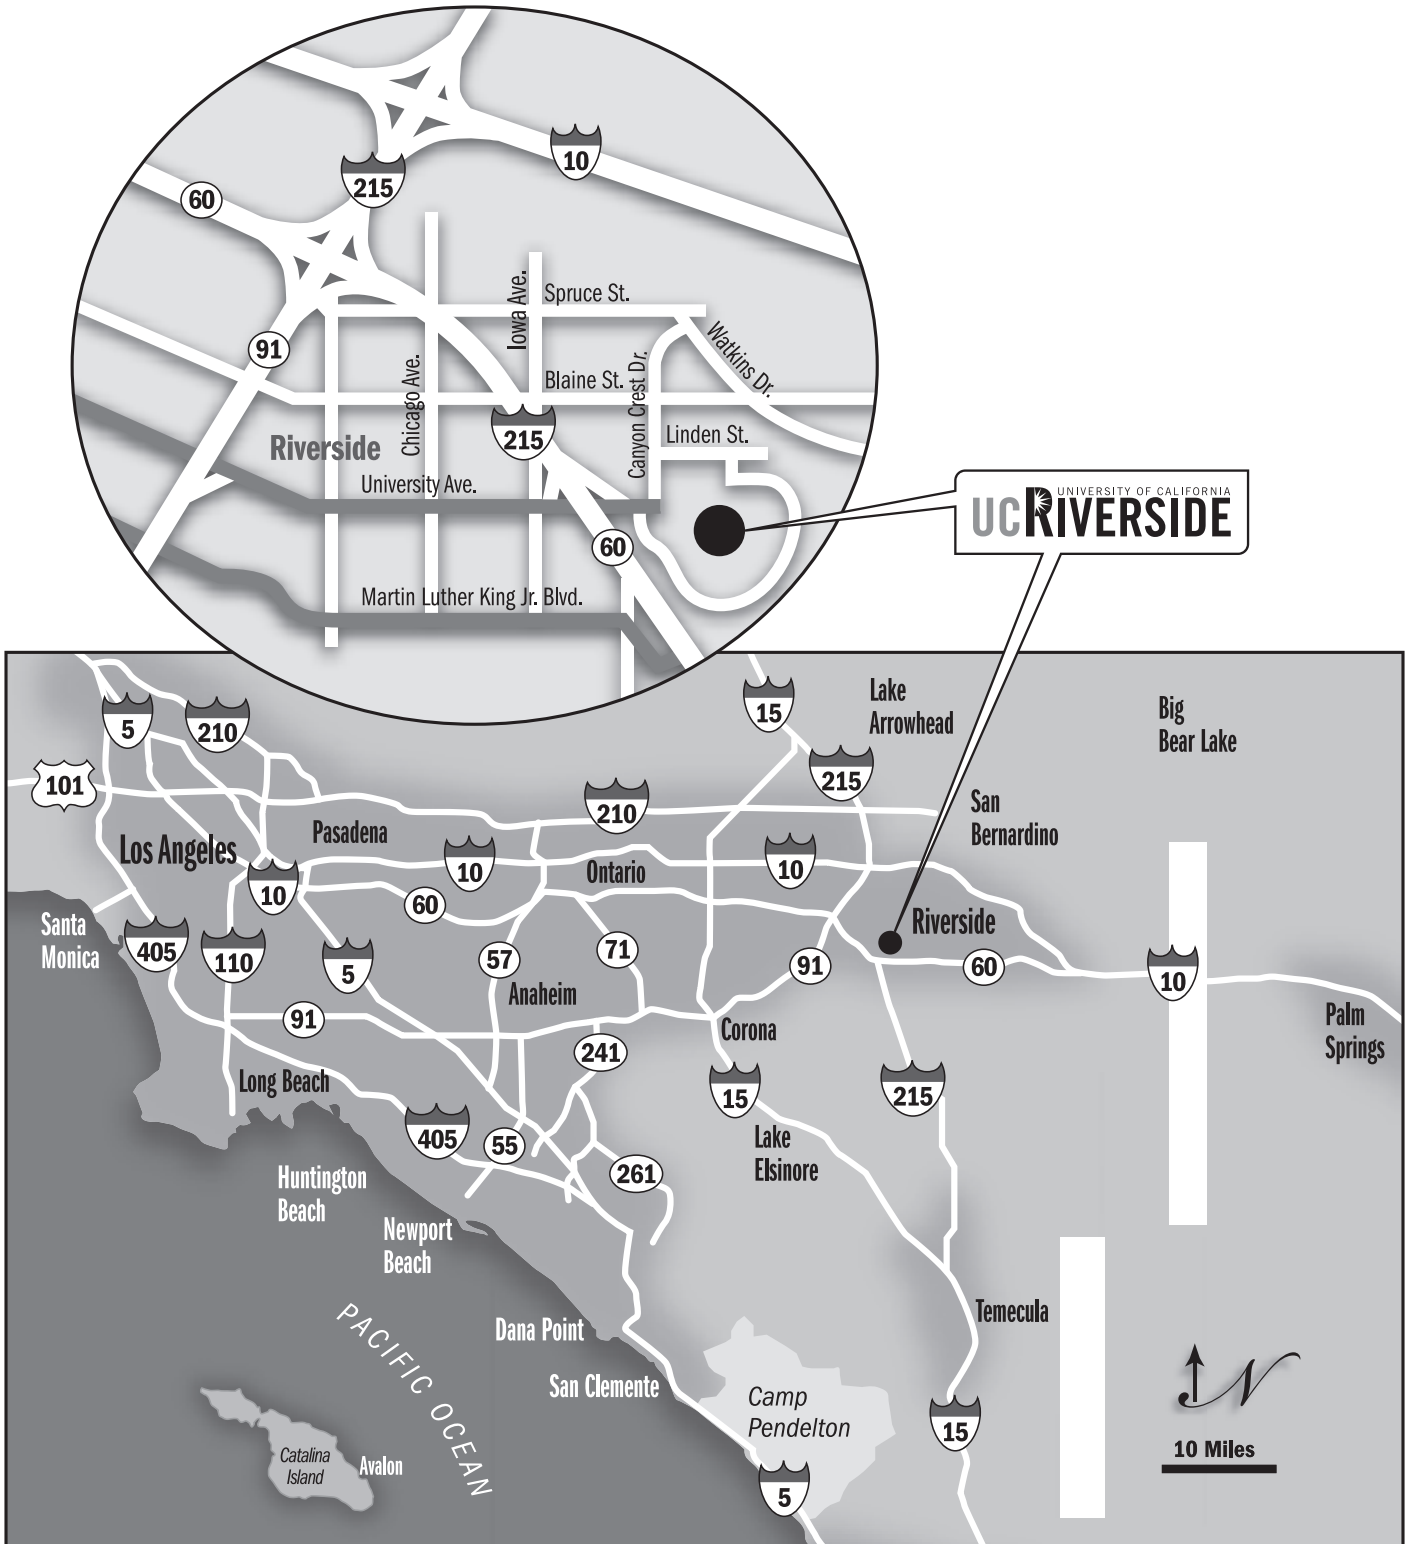 10
215
60
Iowa Ave.
Spruce St.
Watkins Dr.
91
Chicago Ave.
Canyon Crest Dr.
Blaine St.
215
Linden St.
Riverside
University Ave.
60
Martin Luther King Jr. Blvd.
UNIVERSITY OF CALIFORNIA
UCRIVERSIDE
5
210
15
Lake
Arrowhead
Big
Bear Lake
101
215
210
San
Bernardino
Pasadena
Los Angeles
10
10
Ontario
10
60
Santa
Monica
405
110
5
57
71
91
Riverside
60
10
Anaheim
91
241
Corona
Palm
Springs
Long Beach
15
215
405
55
Lake
Elsinore
261
Huntington
Beach
Newport
Beach
Temecula
PACIFIC OCEAN
Dana Point
San Clemente
Camp
Pendelton
N
15
10 Miles
Catalina
Island
Avalon
5